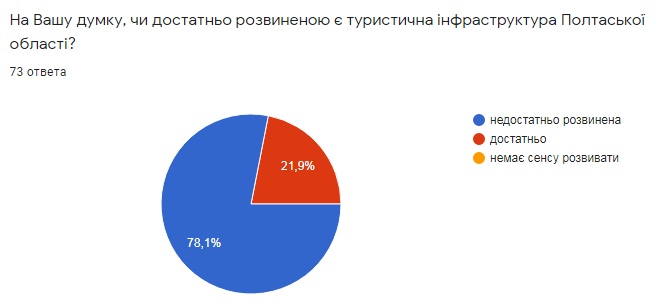 На Вашу думку, чи достатньо розвиненою є туристична інфраструктура Полтаської
області?
73 ответа
недостатньо розвинена
достатньо
немає сенсу розвивати
21,9%
78,1%